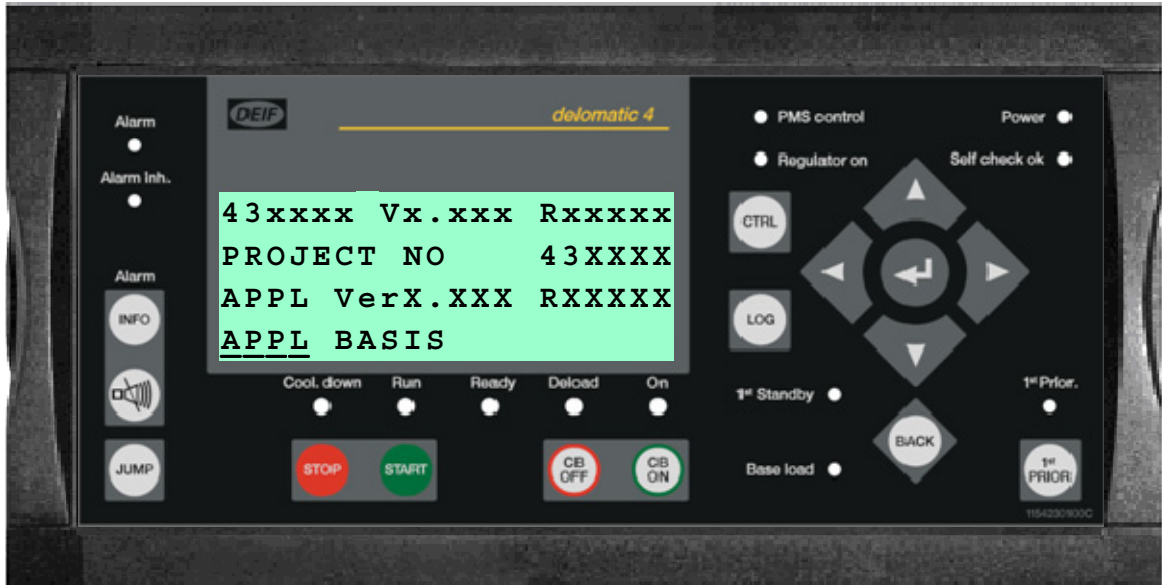 DEIF
delomatic 4
Alarm
Alarm Inh.
43xxxx Vx.xxx Rxxxxx
PROJECT NO 43XXXX
APPL VerX.XXX RXXXXX
APPL BASIS
PMS control
Power
Regulator on
Self check ok
CTRL
LOG
Alarm
INFO
JUMP
Cool. down
Run
Ready
Deload
On
STOP
START
CB
OFF
CB
ON
1st Standby
Base load
BACK
1st Prior.
1st
PRIOR
1154230100C